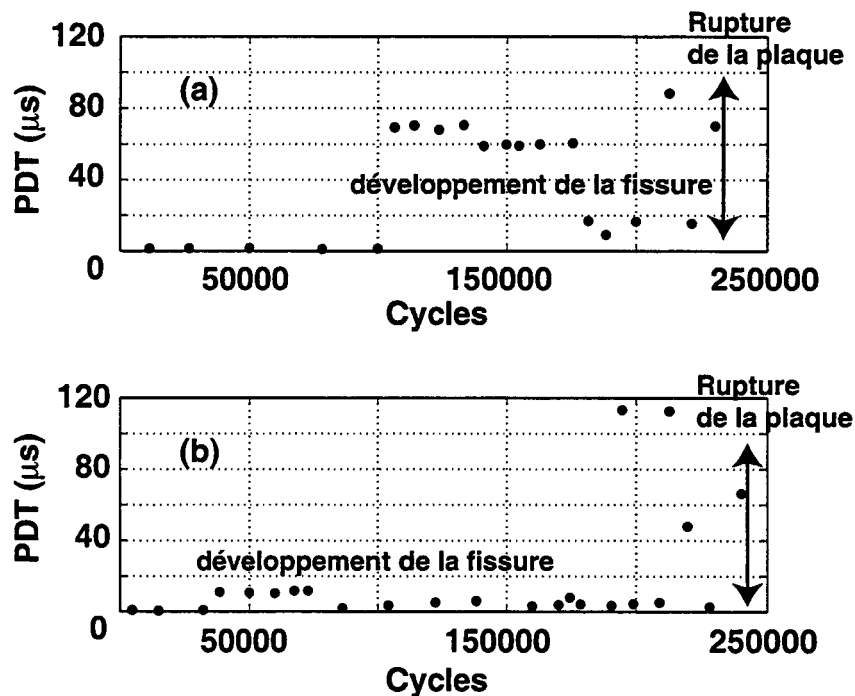 Rupture
de la plaque
120
80
40
0
PDT (μs)
(a)
développement de la fissure
50000 150000 250000
Cycles
Rupture
de la plaque
120
80
40
0
PDT (μs)
(b)
développement de la fissure
50000 150000 250000
Cycles